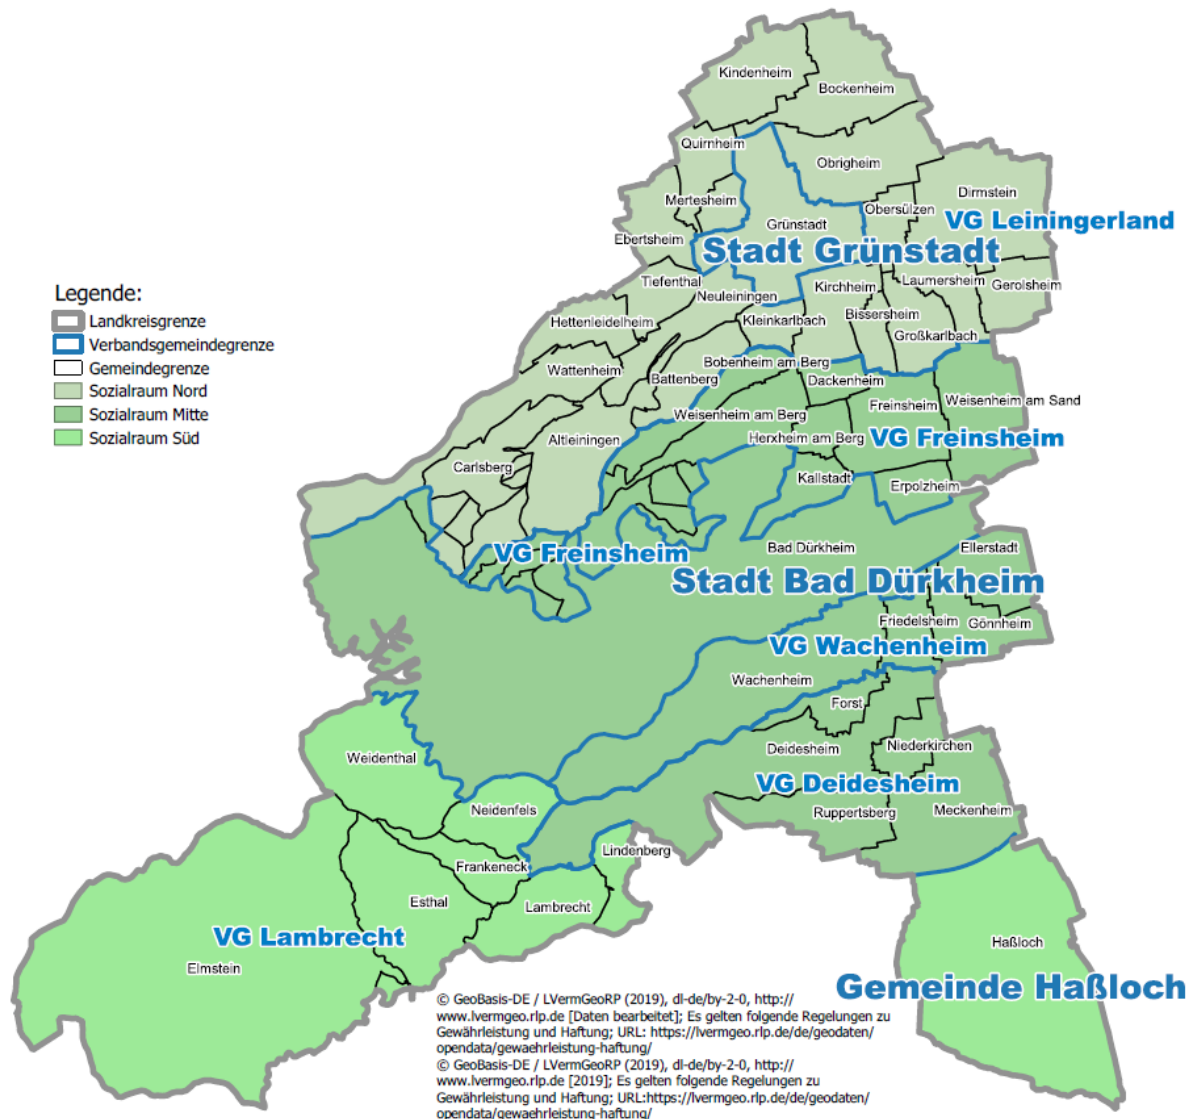 Kindenheim
Bockenheim
Quirnheim
Obrigheim
Dirmstein
Mertesheim
Obersülzen
VG Leiningerland
Grünstadt
Ebertsheim
Stadt Grünstadt
Tiefenthal
Laumersheim
Gerolsheim
Neuleiningen
Kirchheim
Legende:
Landkreisgrenze
Verbandsgemeindegrenze
Gemeindegrenze
Sozialraum Nord
Sozialraum Mitte
Sozialraum Süd
Hettenleidelheim
Kleinkarlbach
Bissersheim
Großkarlbach
Wattenheim
Bobenheim am Berg
Battenberg
Dackenheim
Weisenheim am Berg
Freinsheim
Weisenheim am Sand
Altleiningen
Herxheim am Berg
VG Freinsheim
Carlsberg
Kallstadt
Erpolzheim
VG Freinsheim
Bad Dürkheim
Ellerstadt
Stadt Bad Dürkheim
Friedelsheim
Gönnheim
VG Wachenheim
Wachenheim
Forst
Weidenthal
Deidesheim
Niederkirchen
VG Deidesheim
Neidenfels
Ruppertsberg
Meckenheim
Lindenberg
Frankeneck
Esthal
Lambrecht
VG Lambrecht
Elmstein
Haßloch
Gemeinde Haßloch
© GeoBasis-DE / LVermGeoRP (2019), dl-de/by-2-0, http://
www.lvermgeo.rlp.de [Daten bearbeitet]; Es gelten folgende Regelungen zu
Gewährleistung und Haftung; URL: https://lvermgeo.rlp.de/de/geodaten/
opendata/gewaehrleistung-haftung/
© GeoBasis-DE / LVermGeoRP (2019), dl-de/by-2-0, http://
www.lvermgeo.rlp.de [2019]; Es gelten folgende Regelungen zu
Gewährleistung und Haftung; URL:https://lvermgeo.rlp.de/de/geodaten/
opendata/gewaehrleistung-haftung/